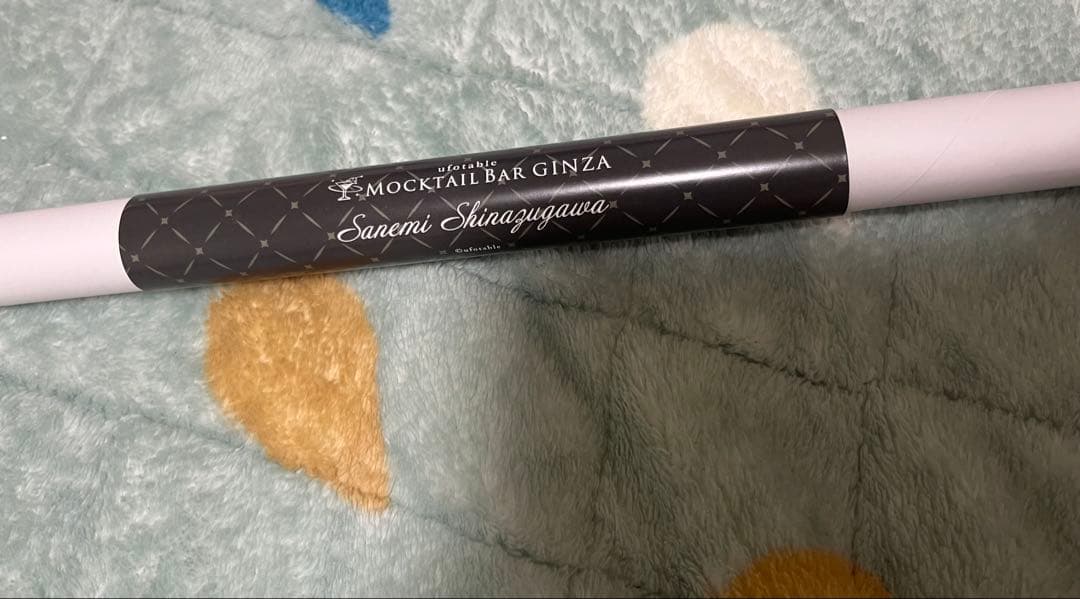 ufotable
MOCKTAIL BAR GINZA
Sanemi Shinazugawa
©ufotable